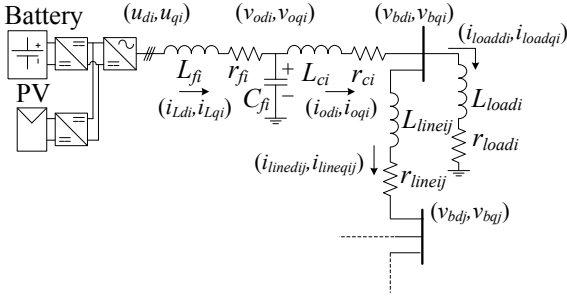 Battery
(u_di,u_qi)
(v_odi,v_oqi)
(v_bdi,v_bqi)
(i_loaddi,i_loadqi)
L_fi
r_fi
L_ci
r_ci
C_fi
+
−
PV
(i_Ldi,i_Lqi)
(i_odi,i_oqi)
L_lineij
L_loadi
r_loadi
(i_linedij,i_lineqij)
r_lineij
(v_bdj,v_bqj)